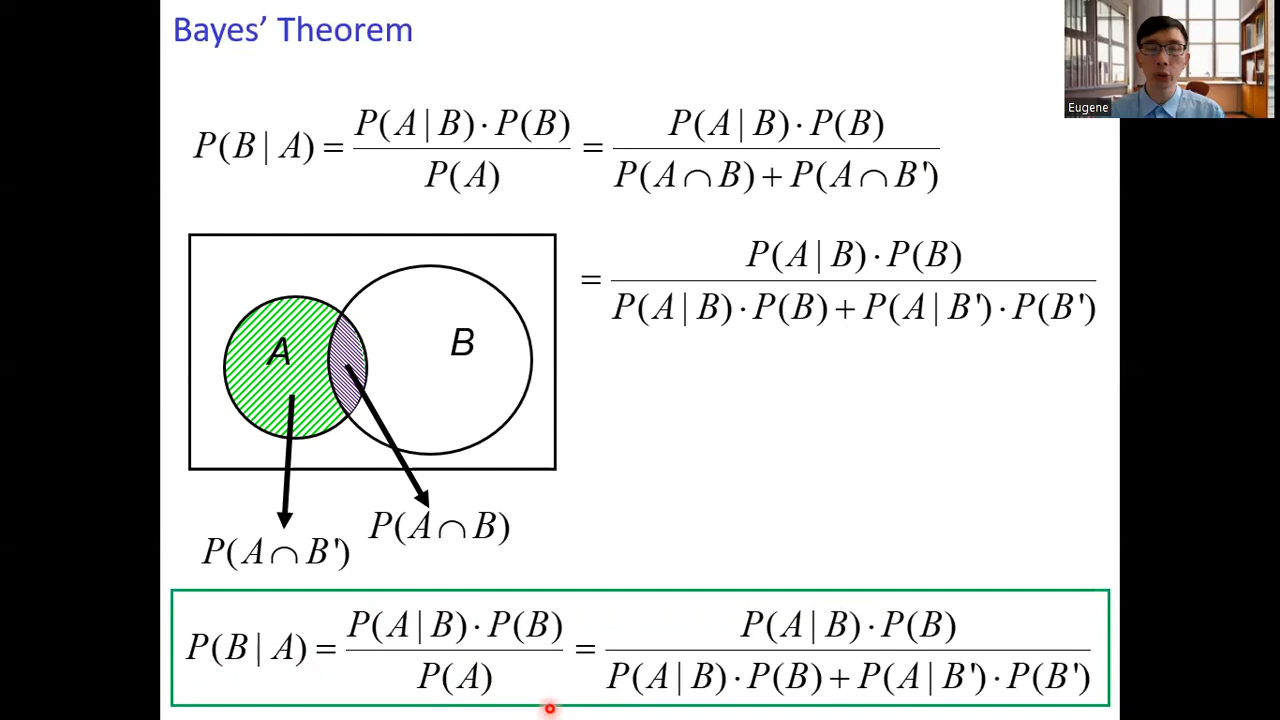 Bayes’ Theorem
Eugene
P(B | A) = P(A | B) · P(B) / P(A) = P(A | B) · P(B) / P(A ∩ B) + P(A ∩ B')
= P(A | B) · P(B) / P(A | B) · P(B) + P(A | B') · P(B')
A
B
P(A ∩ B)
P(A ∩ B')
P(B | A) = P(A | B) · P(B) / P(A) = P(A | B) · P(B) / P(A | B) · P(B) + P(A | B') · P(B')